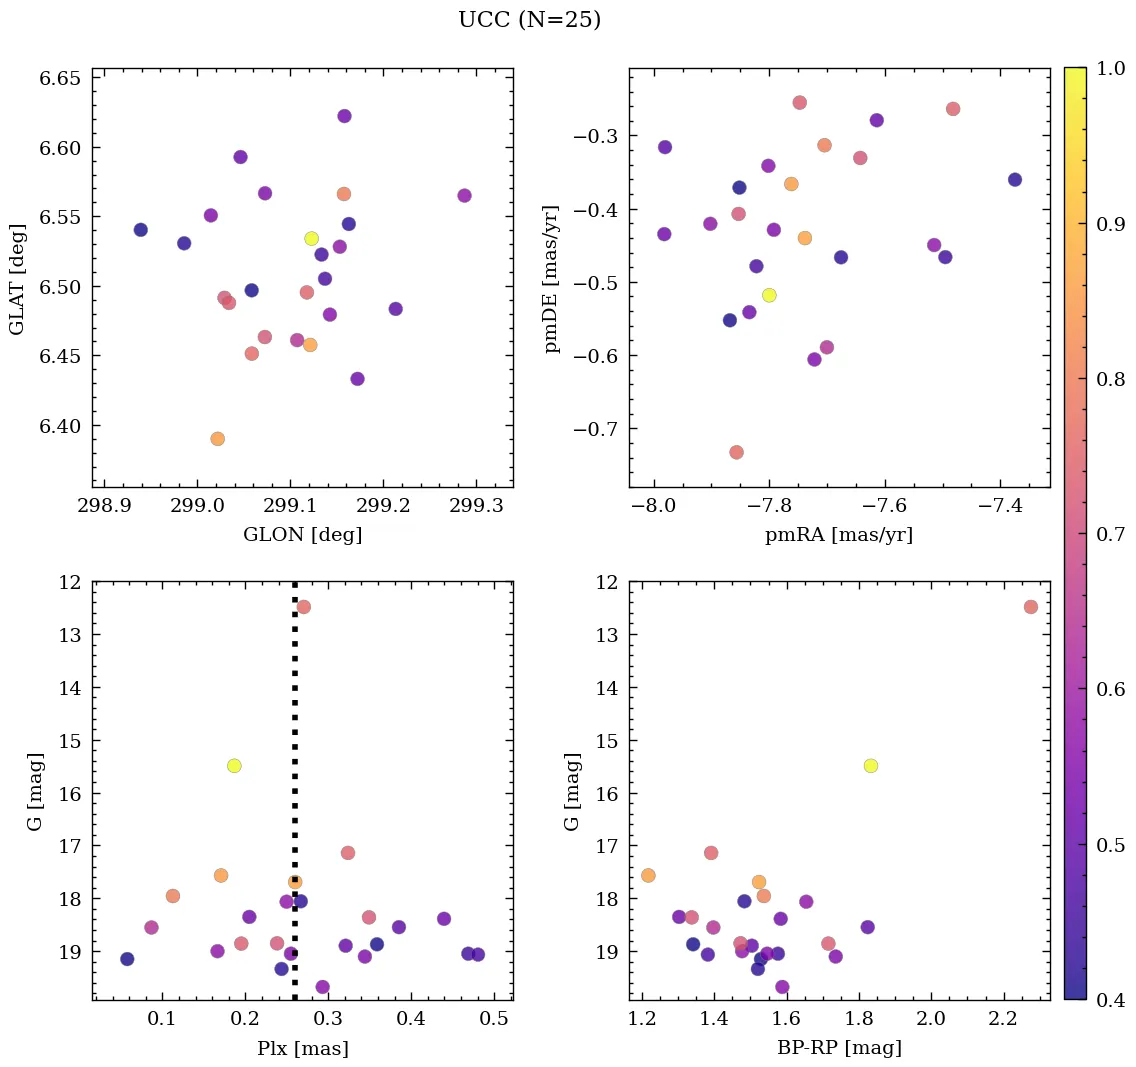 UCC (N=25)
6.65
6.60
6.55
6.50
6.45
6.40
GLAT [deg]
298.9 299.0 299.1 299.2 299.3
GLON [deg]
−0.3
−0.4
−0.5
−0.6
−0.7
pmDE [mas/yr]
−8.0 −7.8 −7.6 −7.4
pmRA [mas/yr]
12
13
14
15
16
17
18
19
G [mag]
0.1 0.2 0.3 0.4 0.5
Plx [mas]
12
13
14
15
16
17
18
19
G [mag]
1.2 1.4 1.6 1.8 2.0 2.2
BP-RP [mag]
1.0
0.9
0.8
0.7
0.6
0.5
0.4